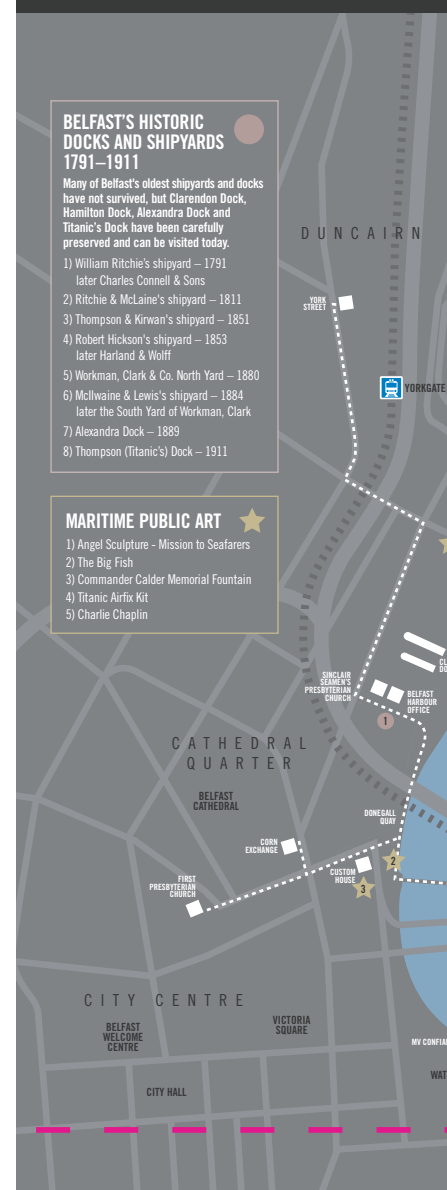 BELFAST'S HISTORIC
DOCKS AND SHIPYARDS
1791–1911
Many of Belfast's oldest shipyards and docks
have not survived, but Clarendon Dock,
Hamilton Dock, Alexandra Dock and
Titanic's Dock have been carefully
preserved and can be visited today.
1) William Ritchie's shipyard – 1791
later Charles Connell & Sons
2) Ritchie & McLaine's shipyard – 1811
3) Thompson & Kirwan's shipyard – 1851
4) Robert Hickson's shipyard – 1853
later Harland & Wolff
5) Workman, Clark & Co. North Yard – 1880
6) McIlwaine & Lewis's shipyard – 1884
later the South Yard of Workman, Clark
7) Alexandra Dock – 1889
8) Thompson (Titanic's) Dock – 1911
MARITIME PUBLIC ART
1) Angel Sculpture - Mission to Seafarers
2) The Big Fish
3) Commander Calder Memorial Fountain
4) Titanic Airfix Kit
5) Charlie Chaplin
DUNCAIRN
YORK
STREET
YORKGATE
SINCLAIR
SEAMEN'S
PRESBYTERIAN
CHURCH
BELFAST
HARBOUR
OFFICE
1
CATHEDRAL
QUARTER
BELFAST
CATHEDRAL
DONEGALL
QUAY
CORN
EXCHANGE
2
CUSTOM
HOUSE
3
FIRST
PRESBYTERIAN
CHURCH
CITY CENTRE
BELFAST
WELCOME
CENTRE
VICTORIA
SQUARE
MV CONFIA
WAT
CITY HALL